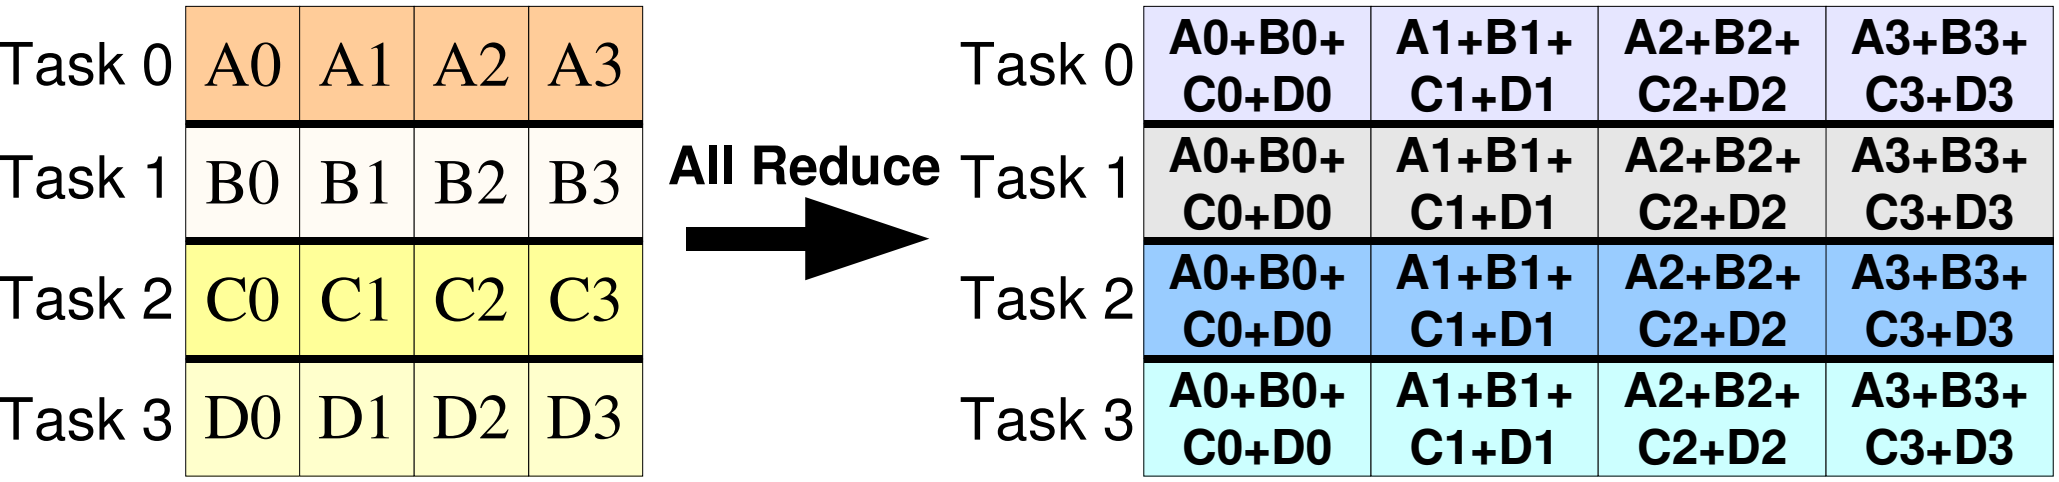 Task 0 A0 A1 A2 A3
Task 1 B0 B1 B2 B3
Task 2 C0 C1 C2 C3
Task 3 D0 D1 D2 D3
All Reduce
Task 0
A0+B0+ A1+B1+ A2+B2+ A3+B3+
C0+D0 C1+D1 C2+D2 C3+D3
Task 1
A0+B0+ A1+B1+ A2+B2+ A3+B3+
C0+D0 C1+D1 C2+D2 C3+D3
Task 2
A0+B0+ A1+B1+ A2+B2+ A3+B3+
C0+D0 C1+D1 C2+D2 C3+D3
Task 3
A0+B0+ A1+B1+ A2+B2+ A3+B3+
C0+D0 C1+D1 C2+D2 C3+D3